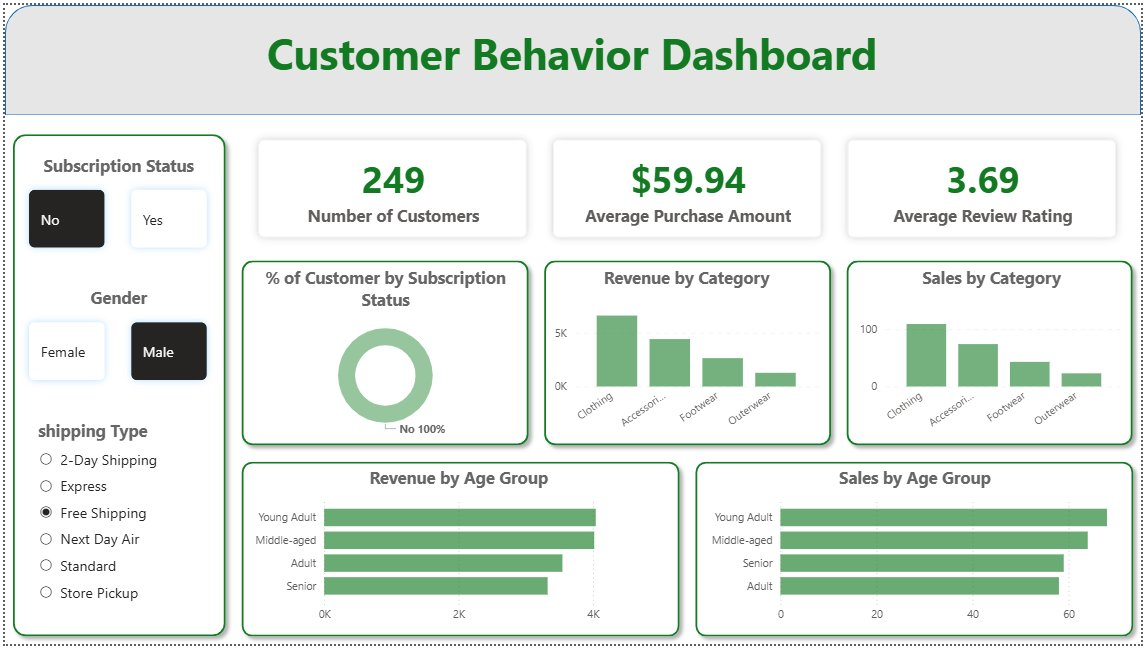 Customer Behavior Dashboard
Subscription Status
No
Yes
Gender
Female
Male
shipping Type
2-Day Shipping
Express
Free Shipping
Next Day Air
Standard
Store Pickup
249
Number of Customers
$59.94
Average Purchase Amount
3.69
Average Review Rating
% of Customer by Subscription
Status
No 100%
Revenue by Category
5K
0K
Clothing
Accessori...
Footwear
Outerwear
Sales by Category
100
0
Clothing
Accessori...
Footwear
Outerwear
Revenue by Age Group
Young Adult
Middle-aged
Adult
Senior
0K
2K
4K
Sales by Age Group
Young Adult
Middle-aged
Senior
Adult
0
20
40
60